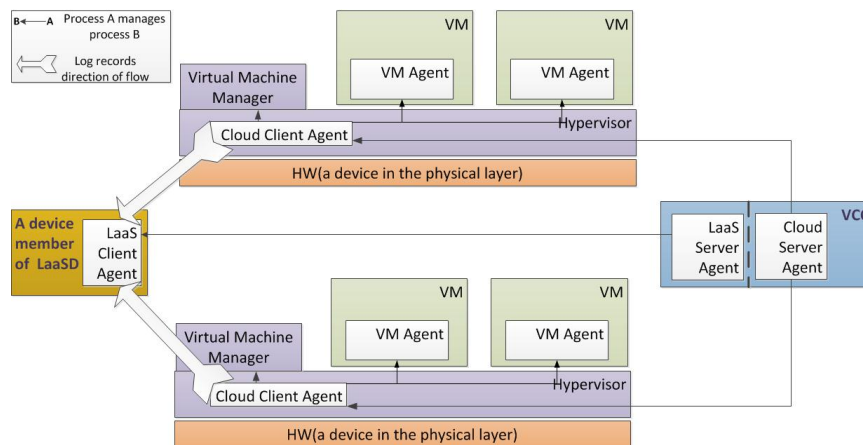 B A Process A manages
process B
Log records
direction of flow
VM
VM
VM Agent
VM Agent
Virtual Machine
Manager
Hypervisor
Cloud Client Agent
HW(a device in the physical layer)
A device
member
of LaaSD
LaaS
Client
Agent
LaaS
Server
Agent
Cloud
Server
Agent
VM
VM
VM Agent
VM Agent
Virtual Machine
Manager
Hypervisor
Cloud Client Agent
HW(a device in the physical layer)